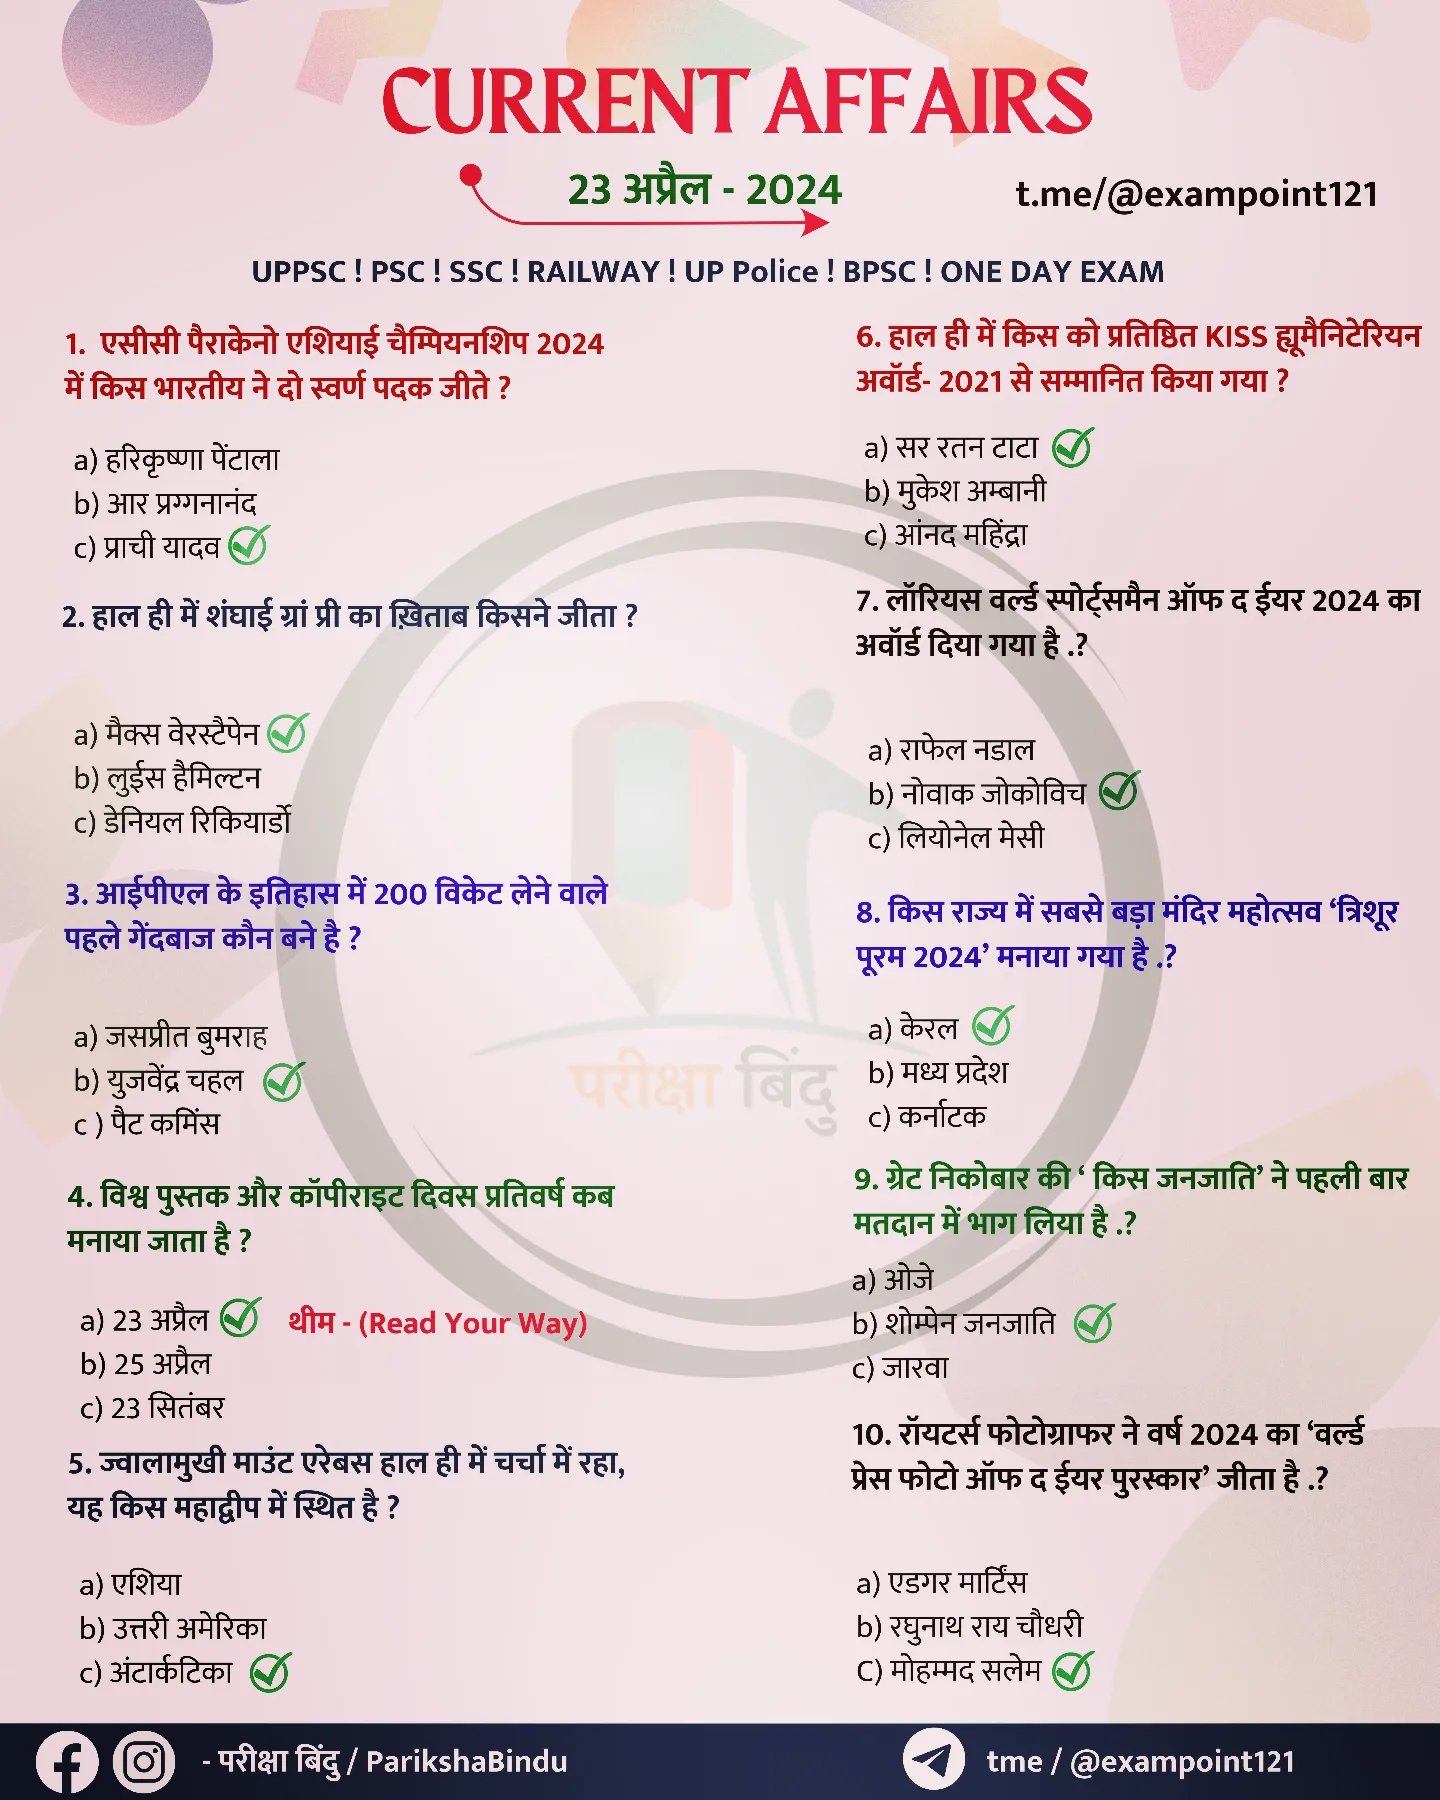 CURRENT AFFAIRS
23 अप्रैल - 2024
t.me/@exampoint121
UPPSC ! PSC ! SSC ! RAILWAY ! UP Police ! BPSC ! ONE DAY EXAM
1. एसीसी पैराकेनो एशियाई चैम्पियनशिप 2024
में किस भारतीय ने दो स्वर्ण पदक जीते ?
a) हरिकृष्णा पेंटाला
b) आर प्रग्गनानंद
c) प्राची यादव
2. हाल ही में शंघाई ग्रां प्री का ख़िताब किसने जीता ?
a) मैक्स वेरस्टैपेन
b) लुईस हैमिल्टन
c) डेनियल रिकियार्डो
3. आईपीएल के इतिहास में 200 विकेट लेने वाले
पहले गेंदबाज कौन बने है ?
a) जसप्रीत बुमराह
b) युजवेंद्र चहल
c ) पैट कमिंस
4. विश्व पुस्तक और कॉपीराइट दिवस प्रतिवर्ष कब
मनाया जाता है ?
a) 23 अप्रैल थीम - (Read Your Way)
b) 25 अप्रैल
c) 23 सितंबर
5. ज्वालामुखी माउंट एरेबस हाल ही में चर्चा में रहा,
यह किस महाद्वीप में स्थित है ?
a) एशिया
b) उत्तरी अमेरिका
c) अंटार्कटिका
6. हाल ही में किस को प्रतिष्ठित KISS ह्यूमैनिटेरियन
अवॉर्ड- 2021 से सम्मानित किया गया ?
a) सर रतन टाटा
b) मुकेश अम्बानी
c) आंनद महिंद्रा
7. लॉरियस वर्ल्ड स्पोर्ट्समैन ऑफ द ईयर 2024 का
अवॉर्ड दिया गया है .?
a) राफेल नडाल
b) नोवाक जोकोविच
c) लियोनेल मेसी
8. किस राज्य में सबसे बड़ा मंदिर महोत्सव ‘त्रिशूर
पूरम 2024’ मनाया गया है .?
a) केरल
b) मध्य प्रदेश
c) कर्नाटक
9. ग्रेट निकोबार की ‘ किस जनजाति’ ने पहली बार
मतदान में भाग लिया है .?
a) ओजे
b) शोम्पेन जनजाति
c) जारवा
10. रॉयटर्स फोटोग्राफर ने वर्ष 2024 का ‘वर्ल्ड
प्रेस फोटो ऑफ द ईयर पुरस्कार’ जीता है .?
a) एडगर मार्टिंस
b) रघुनाथ राय चौधरी
C) मोहम्मद सलेम
परीक्षा बिंदु
- परीक्षा बिंदु / ParikshaBindu
tme / @exampoint121